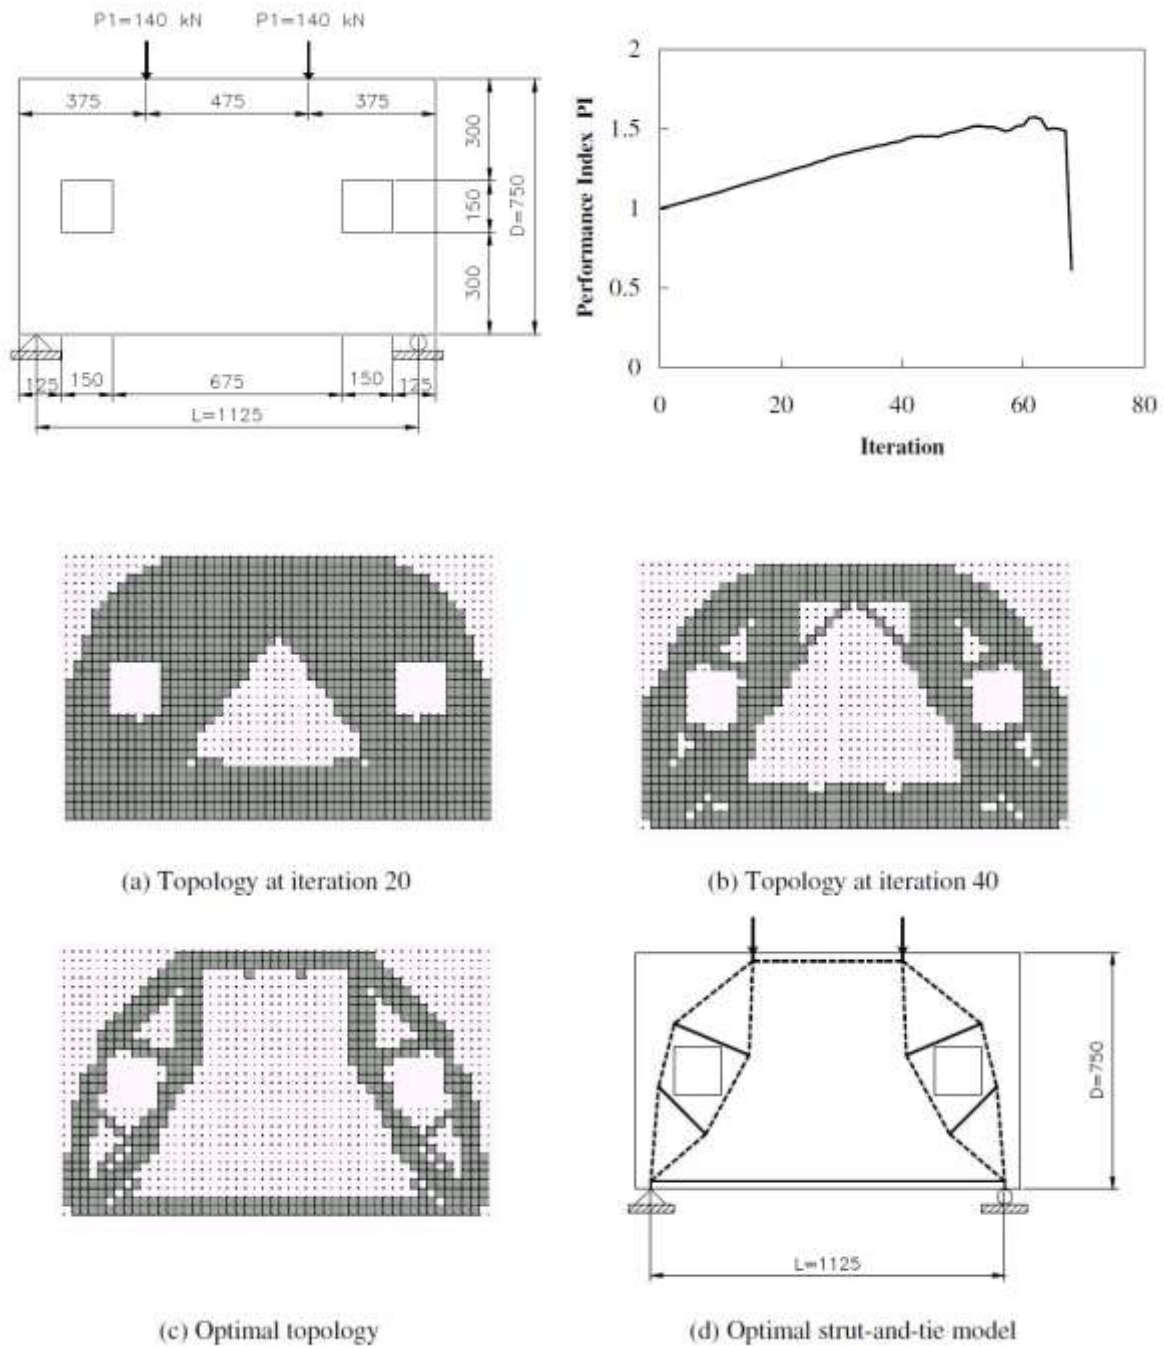 P1=140 kN P1=140 kN
375 475 375
300
150
300
D=750
125 150 675 150 125
L=1125
2
1.5
1
0.5
0
Performance Index PI
0 20 40 60 80
Iteration
(a) Topology at iteration 20
(b) Topology at iteration 40
(c) Optimal topology
D=750
L=1125
(d) Optimal strut-and-tie model